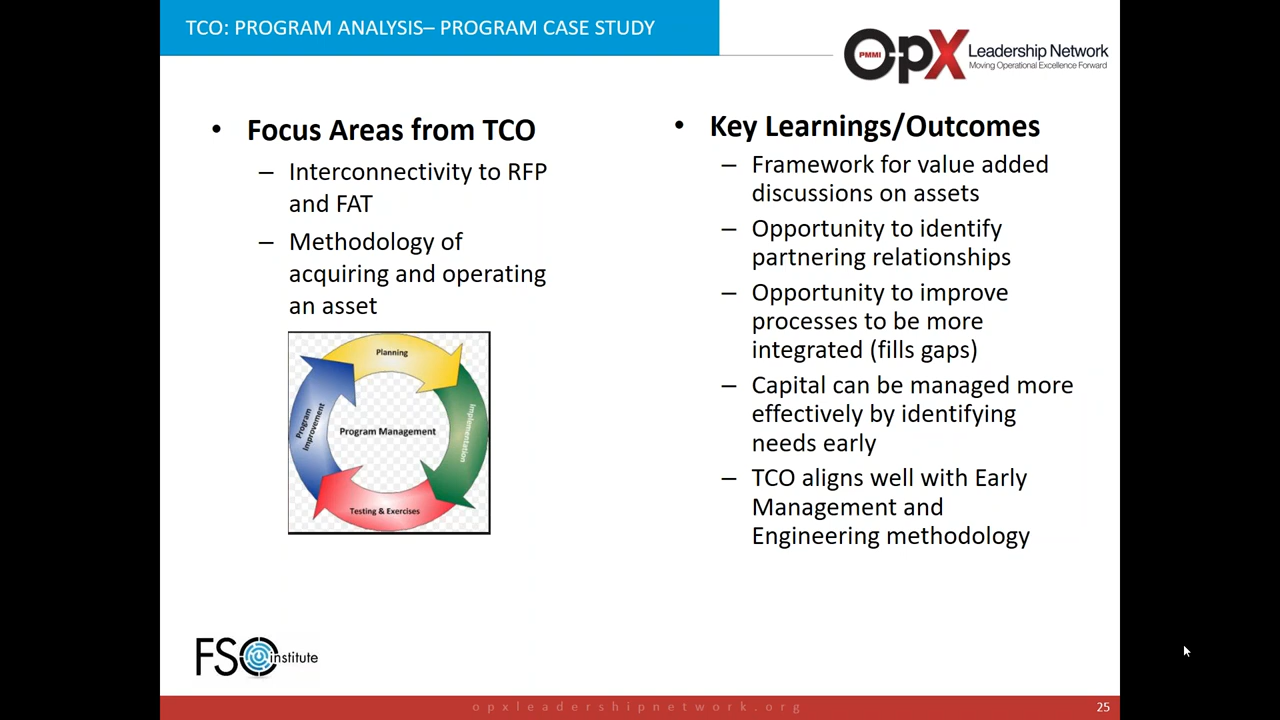 TCO: PROGRAM ANALYSIS– PROGRAM CASE STUDY
PMMI
OpX
Leadership Network
Moving Operational Excellence Forward
• Focus Areas from TCO
– Interconnectivity to RFP
and FAT
– Methodology of
acquiring and operating
an asset
Planning
Implementation
Testing & Exercises
Program
Improvement
Program Management
• Key Learnings/Outcomes
– Framework for value added
discussions on assets
– Opportunity to identify
partnering relationships
– Opportunity to improve
processes to be more
integrated (fills gaps)
– Capital can be managed more
effectively by identifying
needs early
– TCO aligns well with Early
Management and
Engineering methodology
FSO institute
opxleadershipnetwork.org
25